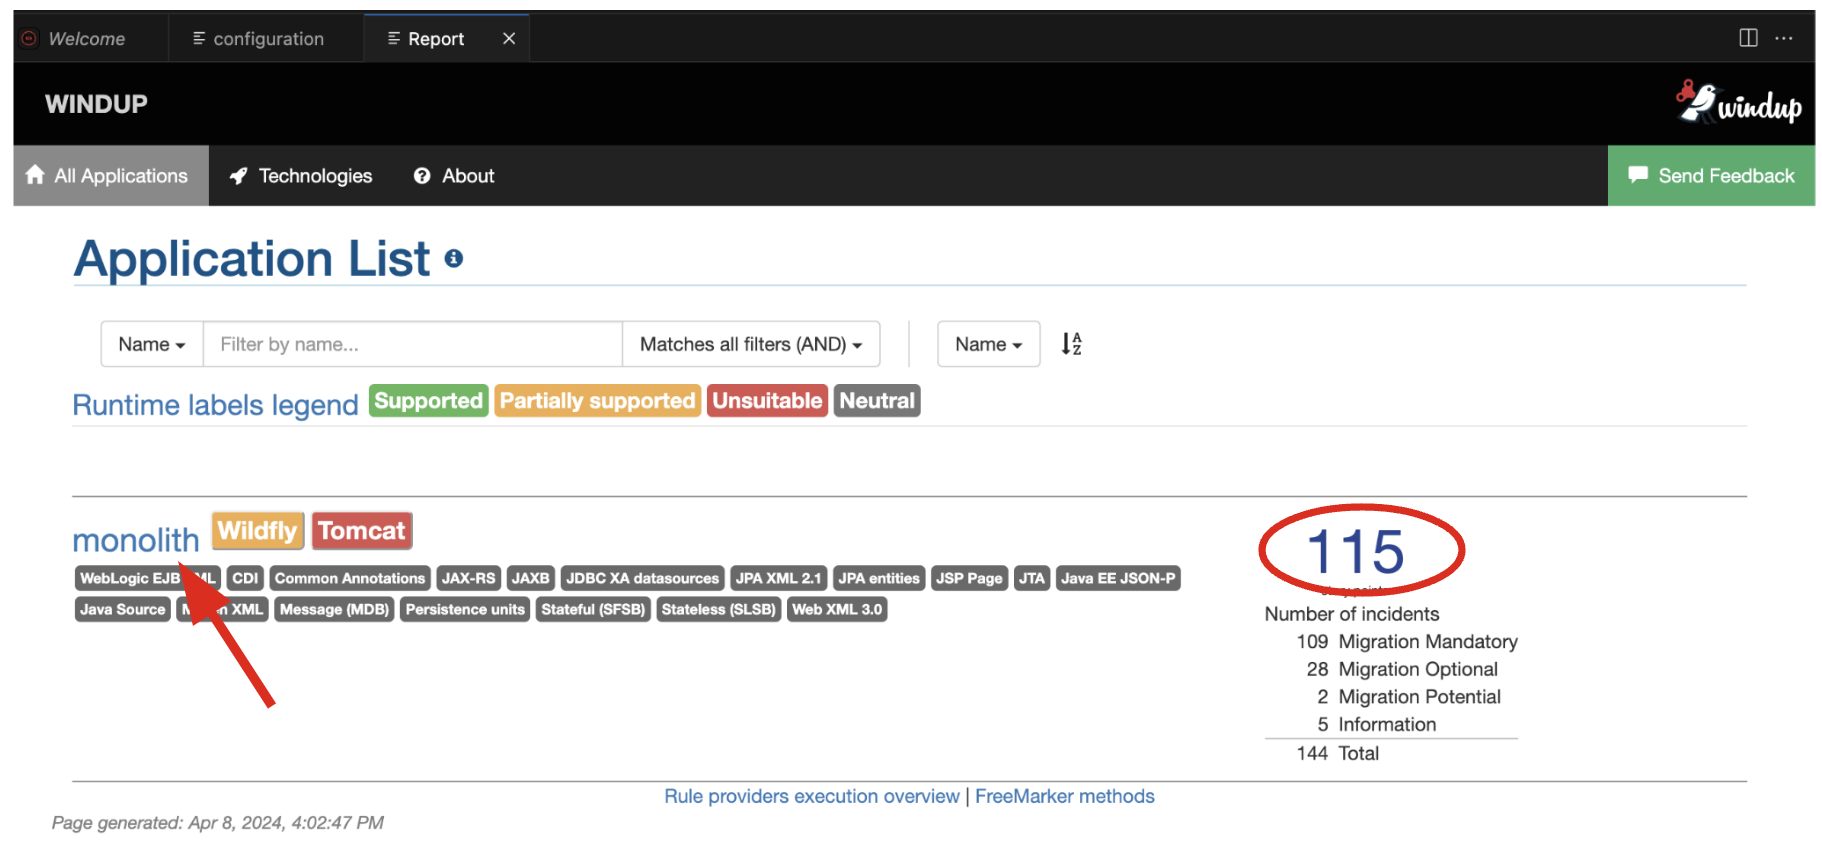 Welcome configuration Report
WINDUP windup
All Applications Technologies About Send Feedback
Application List
Name Filter by name... Matches all filters (AND) Name
Runtime labels legend Supported Partially supported Unsuitable Neutral
monolith Wildfly Tomcat
WebLogic EJB CDI Common Annotations JAX-RS JAXB JDBC XA datasources JPA XML 2.1 JPA entities JSP Page JTA Java EE JSON-P
Java Source XML Message (MDB) Persistence units Stateful (SFSB) Stateless (SLSB) Web XML 3.0
115
Number of incidents
109 Migration Mandatory
28 Migration Optional
2 Migration Potential
5 Information
144 Total
Rule providers execution overview | FreeMarker methods
Page generated: Apr 8, 2024, 4:02:47 PM